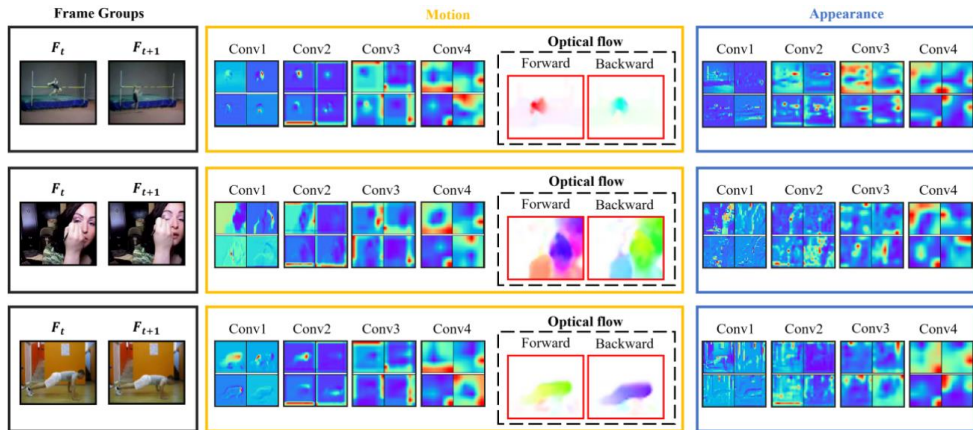 Frame Groups Motion Appearance
F_t F_{t+1} Conv1 Conv2 Conv3 Conv4 Optical flow Conv1 Conv2 Conv3 Conv4
Forward Backward
F_t F_{t+1} Conv1 Conv2 Conv3 Conv4 Optical flow Conv1 Conv2 Conv3 Conv4
Forward Backward
F_t F_{t+1} Conv1 Conv2 Conv3 Conv4 Optical flow Conv1 Conv2 Conv3 Conv4
Forward Backward